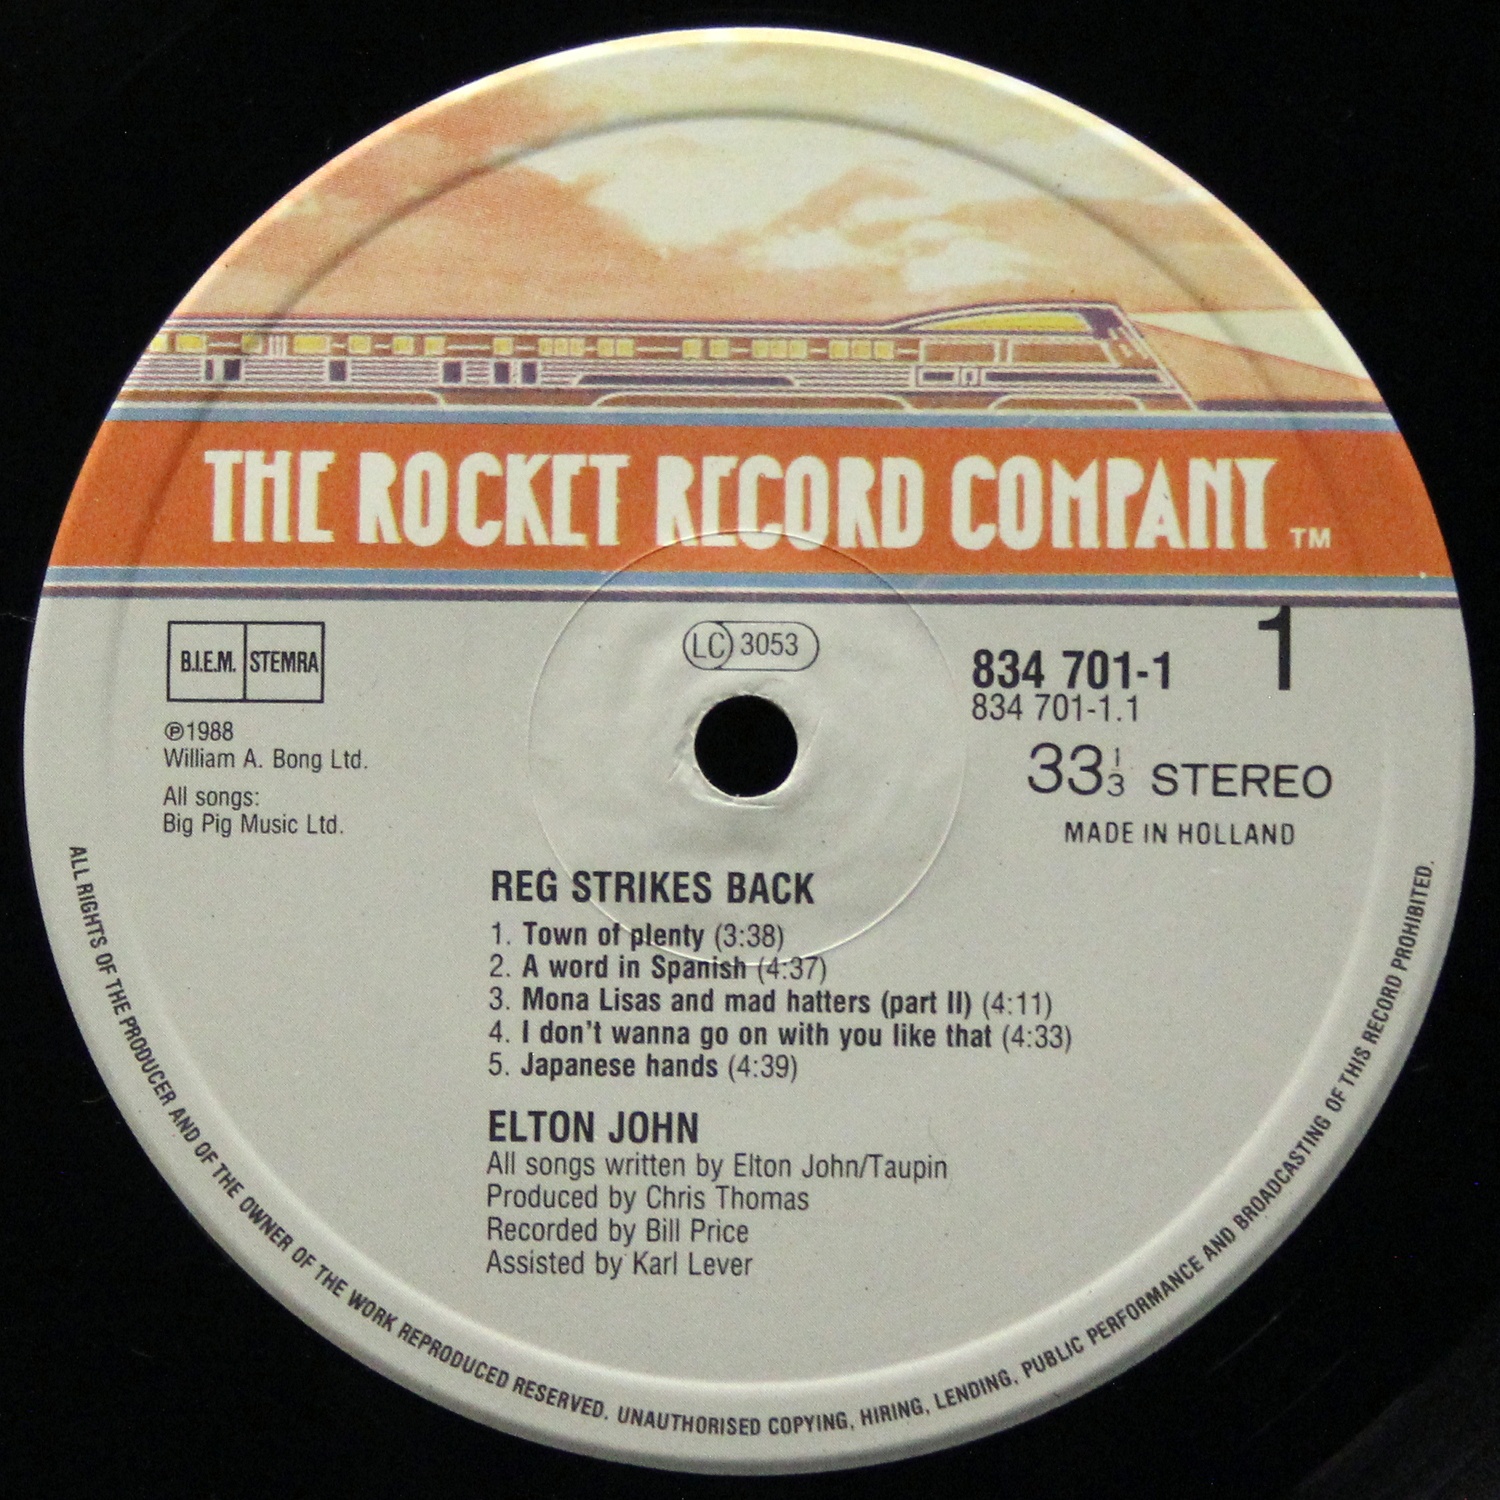 THE ROCKET RECORD COMPANY TM
B.I.E.M. STEMRA
LC 3053
834 701-1 1
834 701-1.1
℗1988
William A. Bong Ltd.
33 1/3 STEREO
All songs:
Big Pig Music Ltd.
MADE IN HOLLAND
REG STRIKES BACK
1. Town of plenty (3:38)
2. A word in Spanish (4:37)
3. Mona Lisas and mad hatters (part II) (4:11)
4. I don't wanna go on with you like that (4:33)
5. Japanese hands (4:39)
ELTON JOHN
All songs written by Elton John/Taupin
Produced by Chris Thomas
Recorded by Bill Price
Assisted by Karl Lever
ALL RIGHTS OF THE PRODUCER AND OF THE OWNER OF THE WORK REPRODUCED RESERVED. UNAUTHORISED COPYING, HIRING, LENDING, PUBLIC PERFORMANCE AND BROADCASTING OF THIS RECORD PROHIBITED.